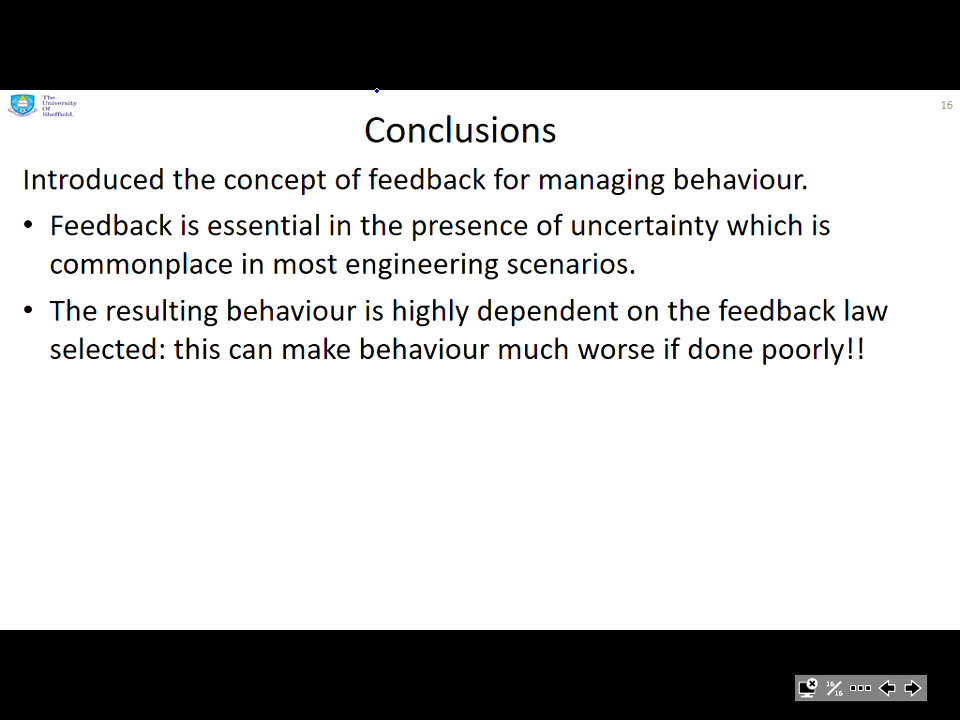 The
University
Of
Sheffield.
16
Conclusions
Introduced the concept of feedback for managing behaviour.
• Feedback is essential in the presence of uncertainty which is
commonplace in most engineering scenarios.
• The resulting behaviour is highly dependent on the feedback law
selected: this can make behaviour much worse if done poorly!!
16/16